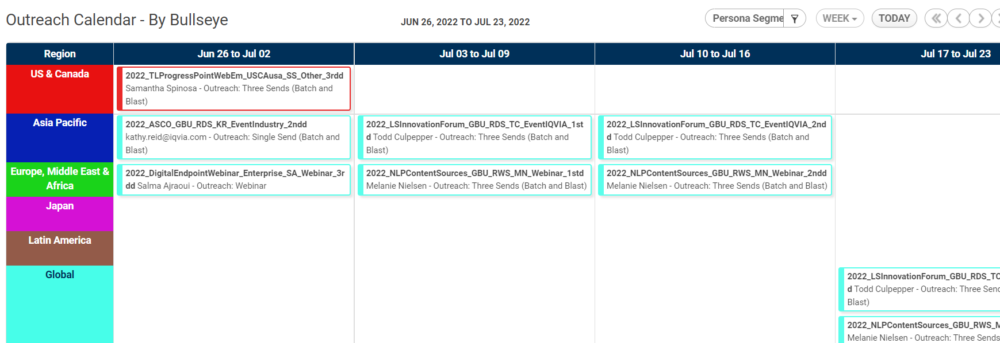 Outreach Calendar - By Bullseye
JUN 26, 2022 TO JUL 23, 2022
Persona Segme
WEEK
TODAY
Region
Jun 26 to Jul 02
Jul 03 to Jul 09
Jul 10 to Jul 16
Jul 17 to Jul 23
US & Canada
2022_TLProgressPointWebEm_USCAusa_SS_Other_3rdd
Samantha Spinosa - Outreach: Three Sends (Batch and
Blast)
Asia Pacific
2022_ASCO_GBU_RDS_KR_EventIndustry_2ndd
kathy.reid@iqvia.com - Outreach: Single Send (Batch and
Blast)
2022_LSInnovationForum_GBU_RDS_TC_EventIQVIA_1st
d Todd Culpepper - Outreach: Three Sends (Batch and
Blast)
2022_LSInnovationForum_GBU_RDS_TC_EventIQVIA_2nd
d Todd Culpepper - Outreach: Three Sends (Batch and
Blast)
Europe, Middle East &
Africa
2022_DigitalEndpointWebinar_Enterprise_SA_Webinar_3r
dd Salma Ajraoui - Outreach: Webinar
2022_NLPContentSources_GBU_RWS_MN_Webinar_1std
Melanie Nielsen - Outreach: Three Sends (Batch and Blast)
2022_NLPContentSources_GBU_RWS_MN_Webinar_2ndd
Melanie Nielsen - Outreach: Three Sends (Batch and Blast)
Japan
Latin America
Global
2022_LSInnovationForum_GBU_RDS_TC
d Todd Culpepper - Outreach: Three Send
Blast)
2022_NLPContentSources_GBU_RWS_M
Melanie Nielsen - Outreach: Three Sends